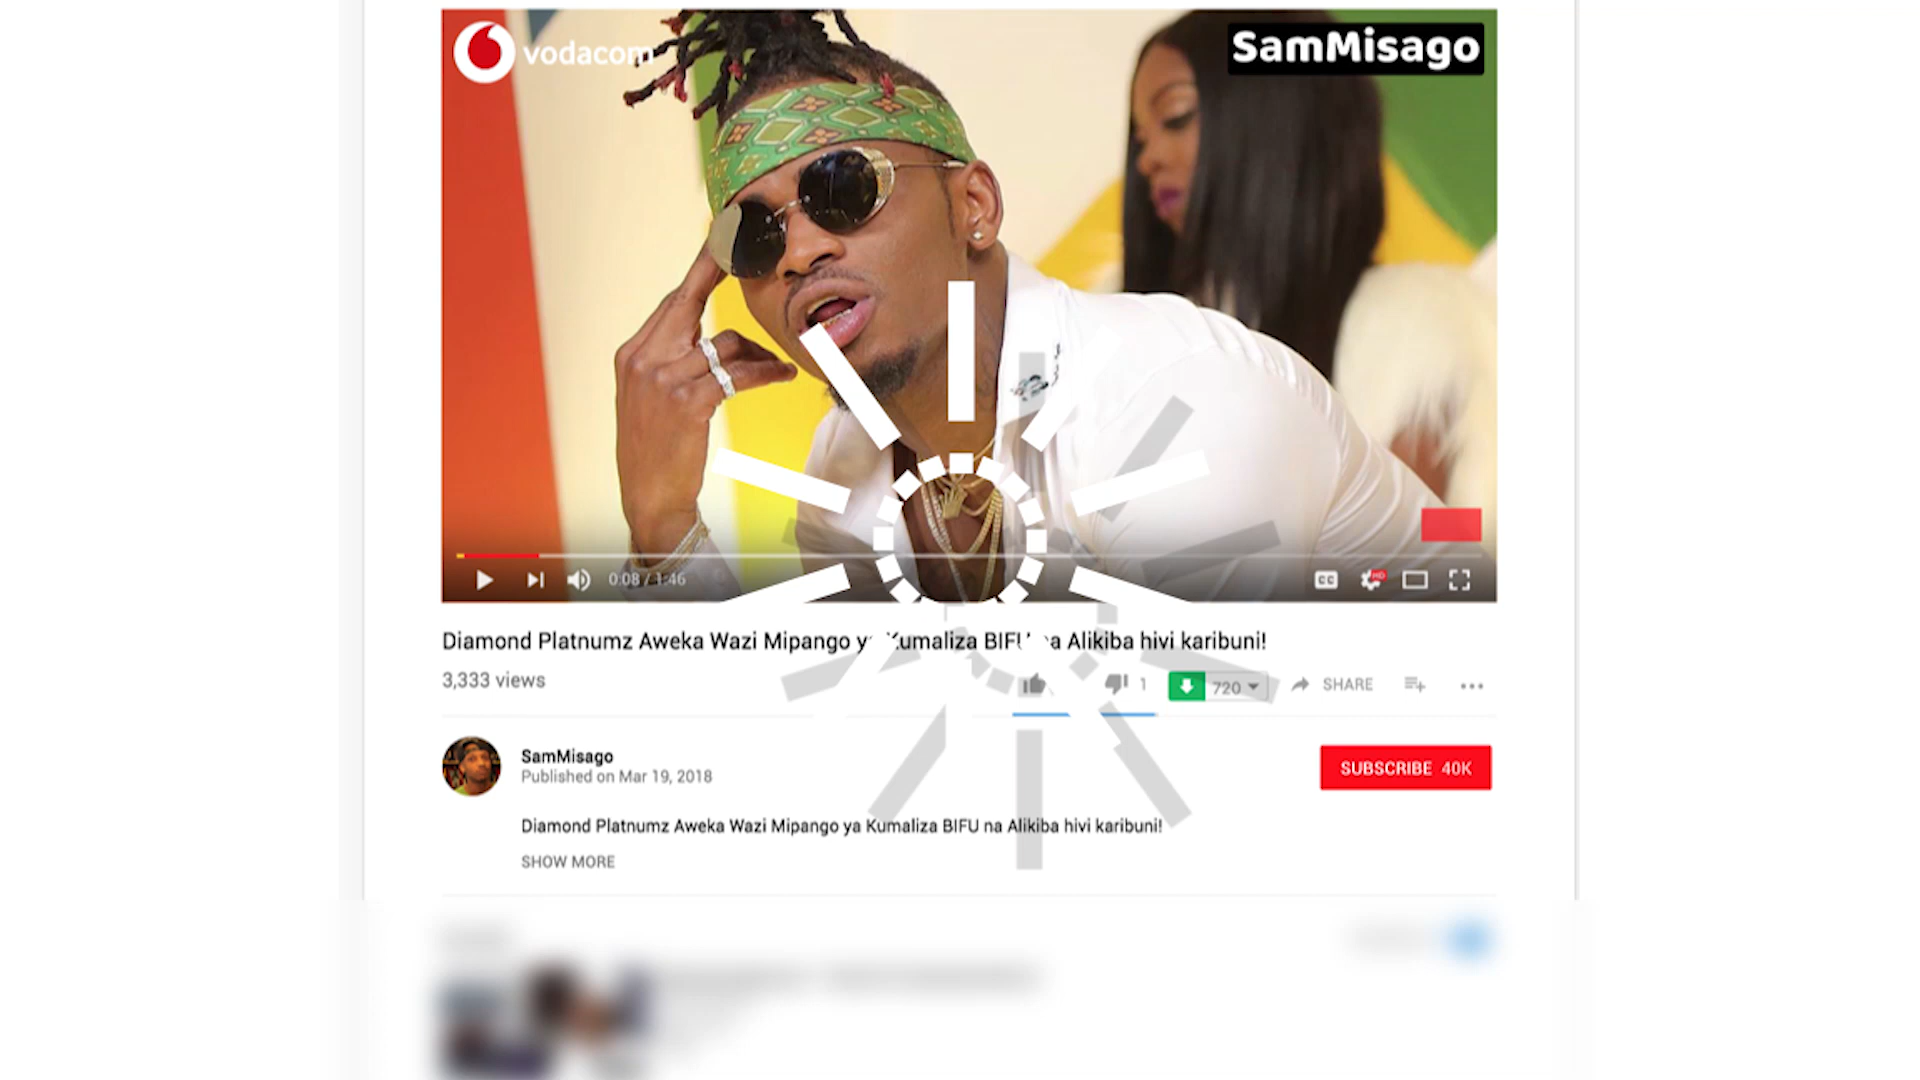 vodacom
SamMisago
0:08 / 1:46
CC
HD
Diamond Platnumz Aweka Wazi Mipango y Kumaliza BIFU a Alikiba hivi karibuni!
3,333 views
1
720
SHARE
SamMisago
Published on Mar 19, 2018
SUBSCRIBE 40K
Diamond Platnumz Aweka Wazi Mipango ya Kumaliza BIFU na Alikiba hivi karibuni!
SHOW MORE